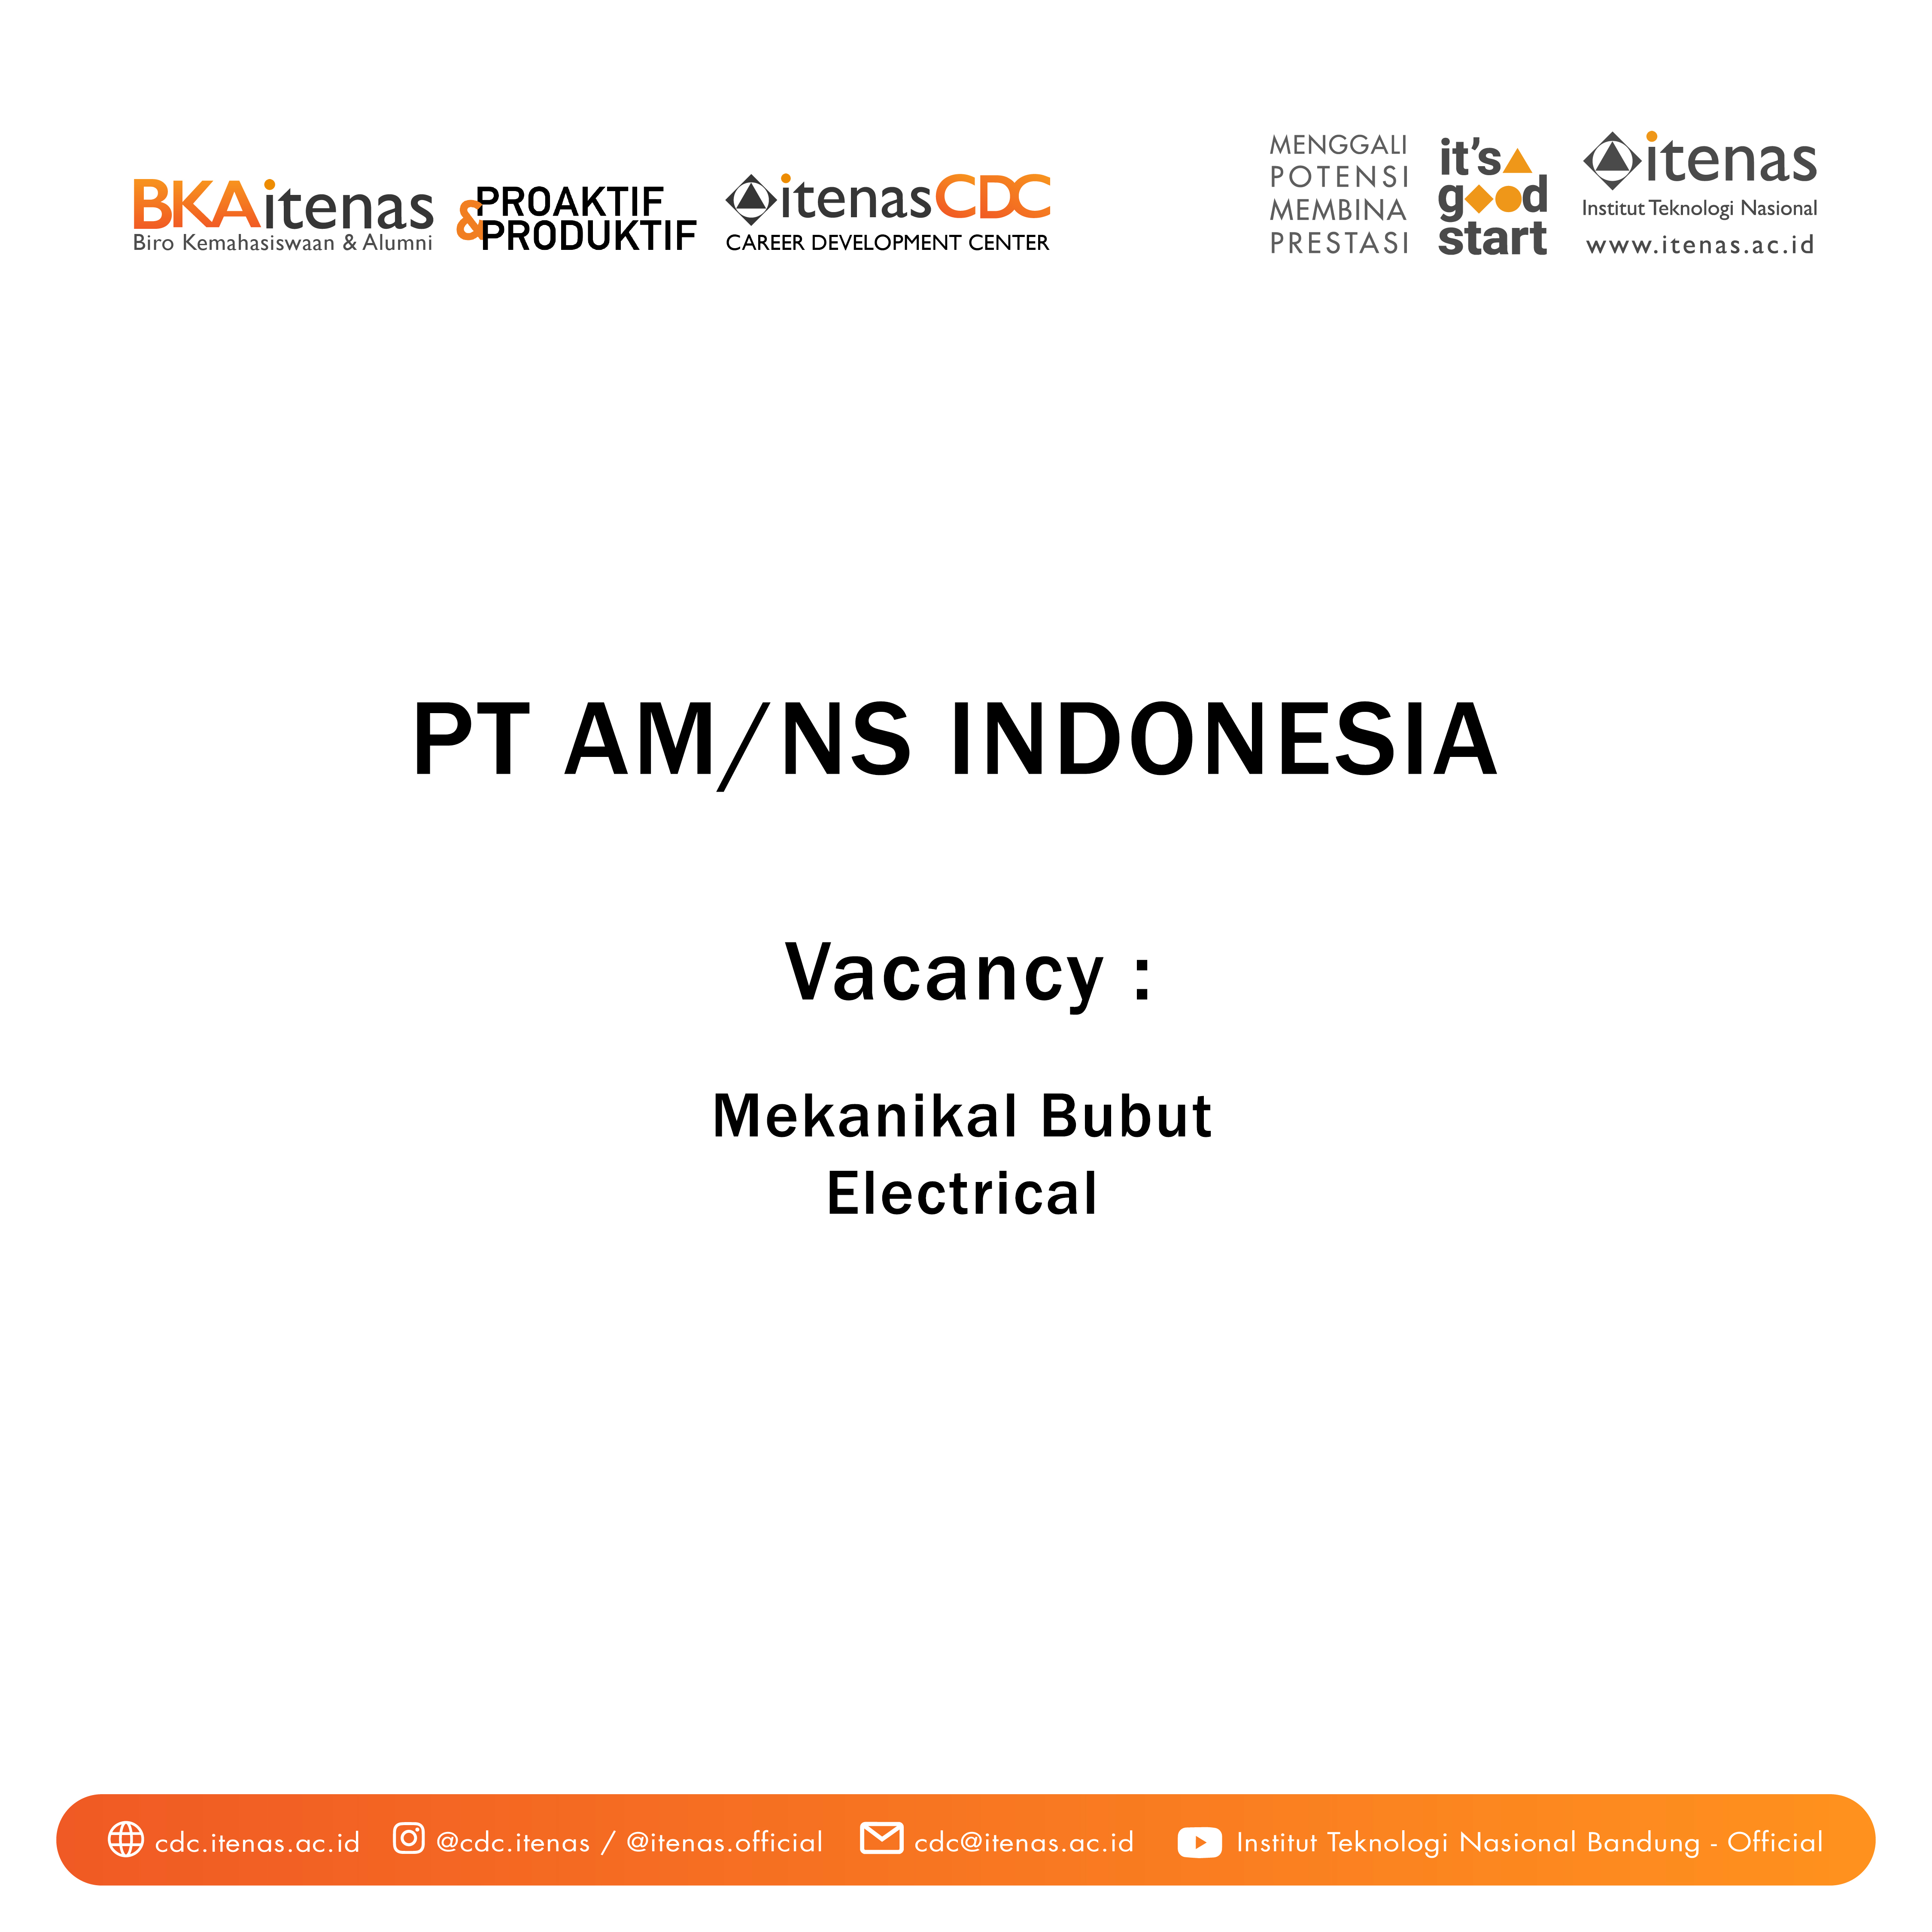 BKAitenas
Biro Kemahasiswaan & Alumni
PROAKTIF
& PRODUKTIF
itenasCDC
CAREER DEVELOPMENT CENTER
MENGGALI
POTENSI
MEMBINA
PRESTASI
it's
good
start
itenas
Institut Teknologi Nasional
www.itenas.ac.id
PT AM/NS INDONESIA
Vacancy :
Mekanikal Bubut
Electrical
cdc.itenas.ac.id
@cdc.itenas / @itenas.official
cdc@itenas.ac.id
Institut Teknologi Nasional Bandung - Official